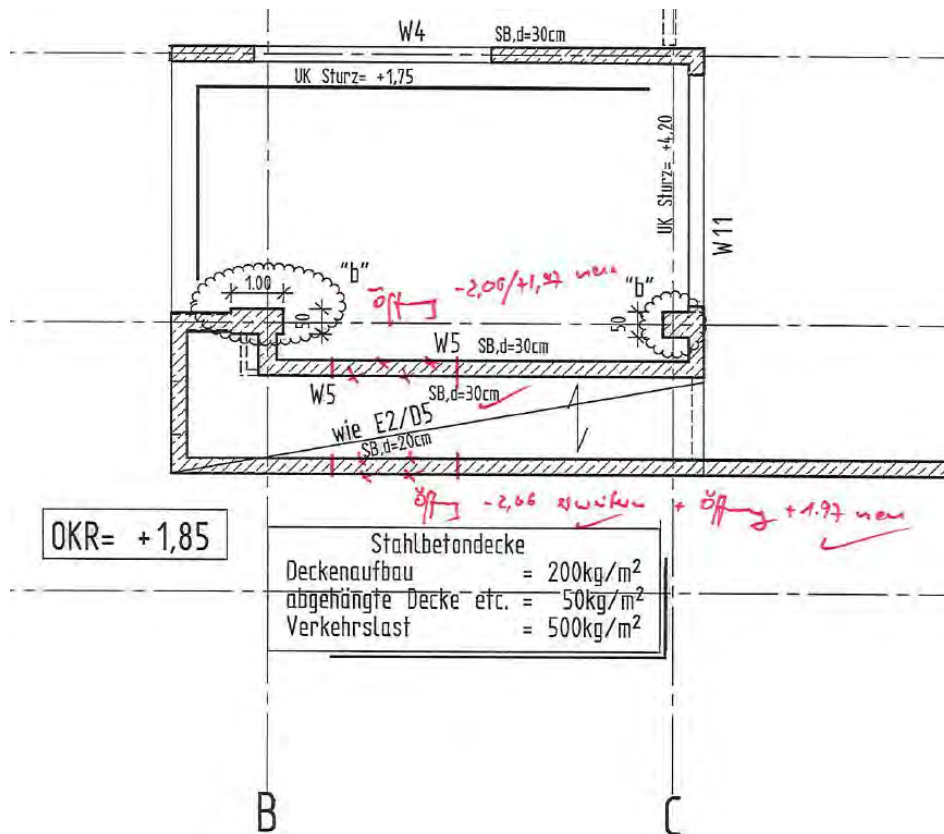 W4
SB,d=30cm
UK Sturz= +1,75
UK Sturz= +4,20
W11
"b"
1.00
50
Öffng -2,06/+1,97 neu
"b"
50
W5
SB,d=30cm
W5
SB,d=30cm
wie E2/D5
SB,d=20cm
Öffng -2,06 erweitern + Öffnung +1.97 neu
OKR= +1,85
Stahlbetondecke
Deckenaufbau = 200kg/m²
abgehängte Decke etc. = 50kg/m²
Verkehrslast = 500kg/m²
B
C